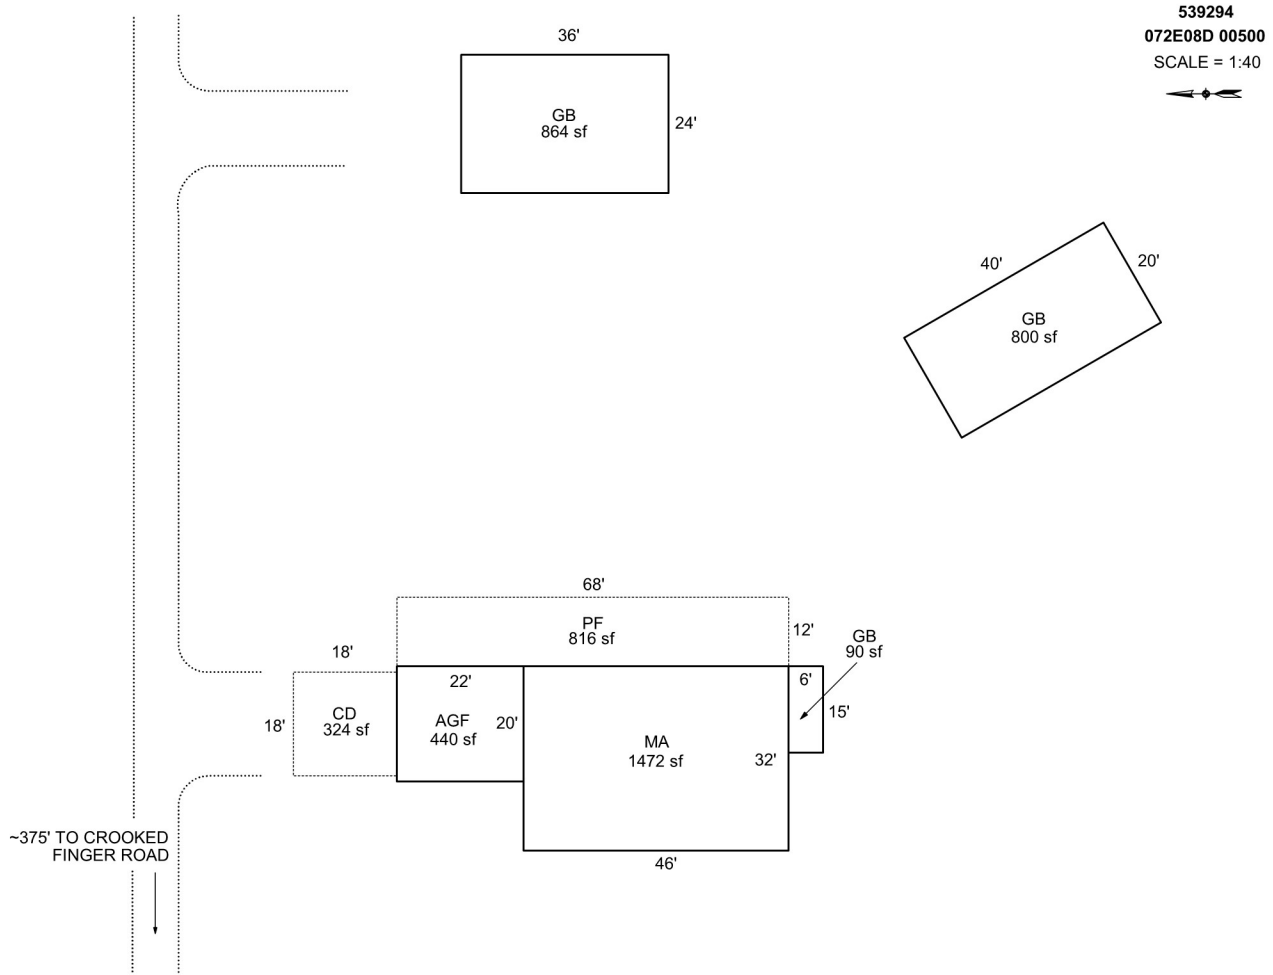 539294
072E08D 00500
SCALE = 1:40
36'
GB
864 sf
24'
40'
20'
GB
800 sf
68'
PF
816 sf
12'
GB
90 sf
18'
18'
CD
324 sf
22'
AGF
440 sf
20'
MA
1472 sf
32'
6'
15'
46'
~375' TO CROOKED
FINGER ROAD